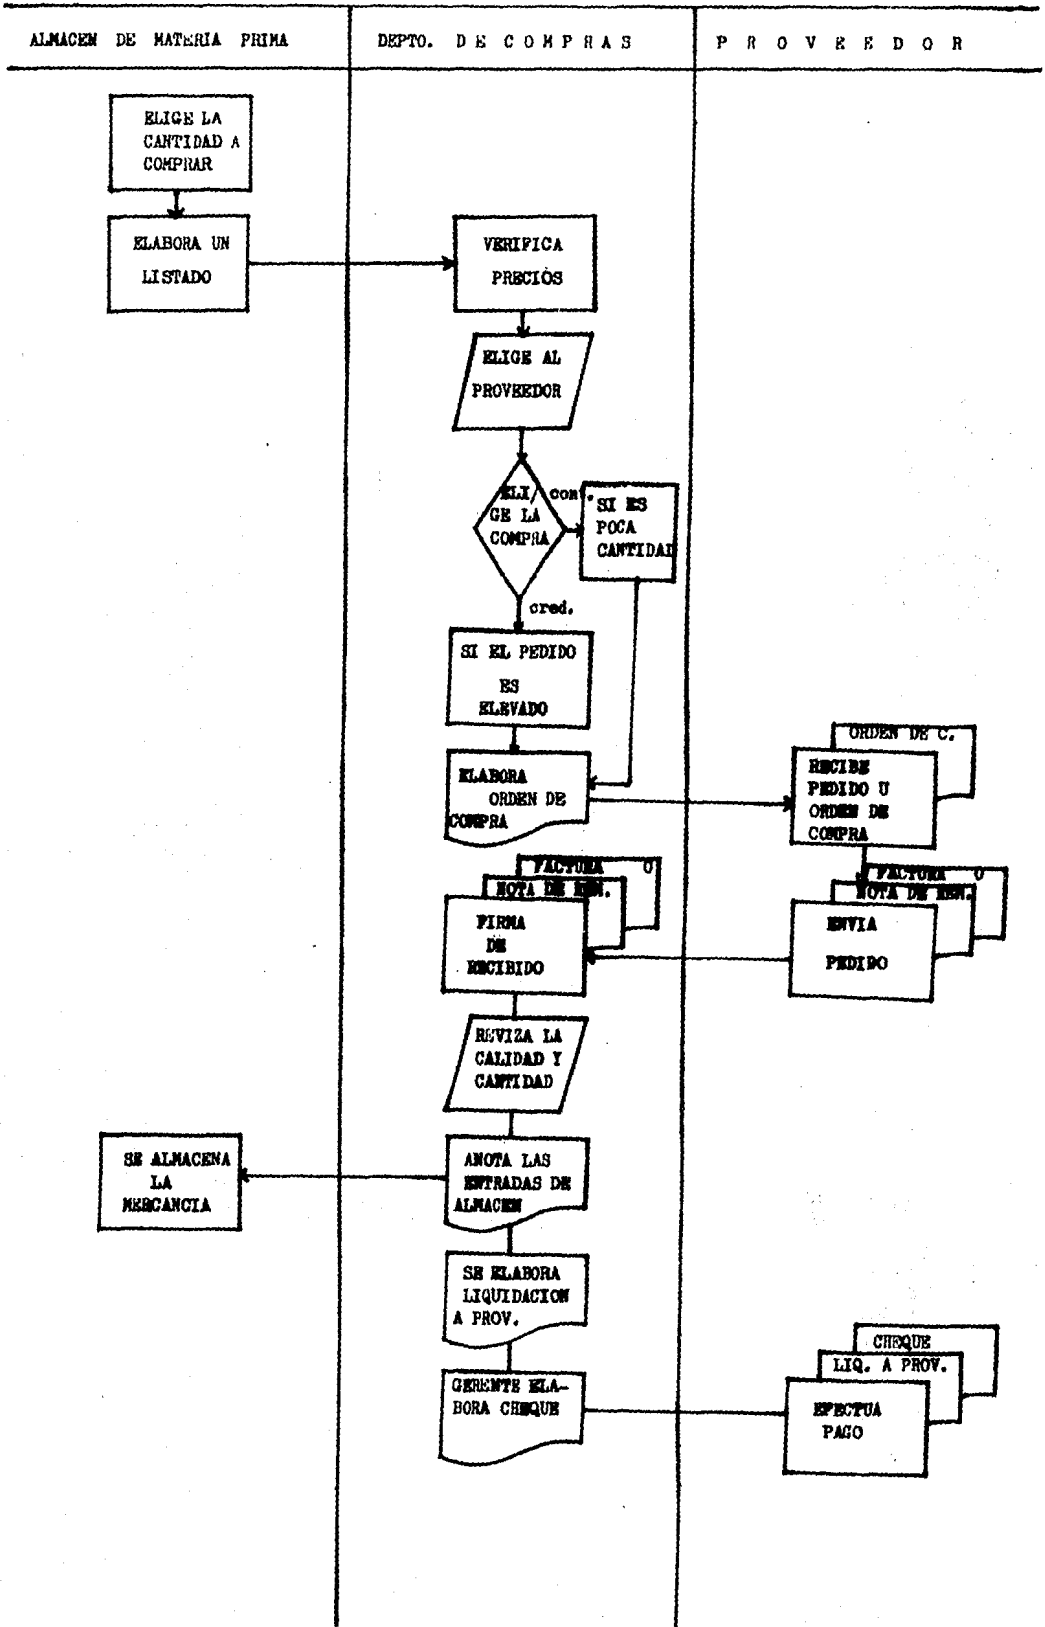 ALMACEN DE MATERIA PRIMA
DEPTO. DE COMPRAS
PROVEEDOR
ELIGE LA
CANTIDAD A
COMPRAR
ELABORA UN
LISTADO
VERIFICA
PRECIOS
ELIGE AL
PROVEEDOR
ELI/
GE LA
COMPRA
cont.
SI ES
POCA
CANTIDAD
cred.
SI EL PEDIDO
ES
ELEVADO
ELABORA
ORDEN DE
COMPRA
ORDEN DE C.
RECIBE
PEDIDO U
ORDEN DE
COMPRA
FACTURA O
NOTA DE REM.
ENVIA
PEDIDO
FACTURA O
NOTA DE REM.
FIRMA
DE
RECIBIDO
REVIZA LA
CALIDAD Y
CANTIDAD
ANOTA LAS
ENTRADAS DE
ALMACEN
SE ALMACENA
LA
MERCANCIA
SE ELABORA
LIQUIDACION
A PROV.
GERENTE ELA-
BORA CHEQUE
CHEQUE
LIQ. A PROV.
EFECTUA
PAGO